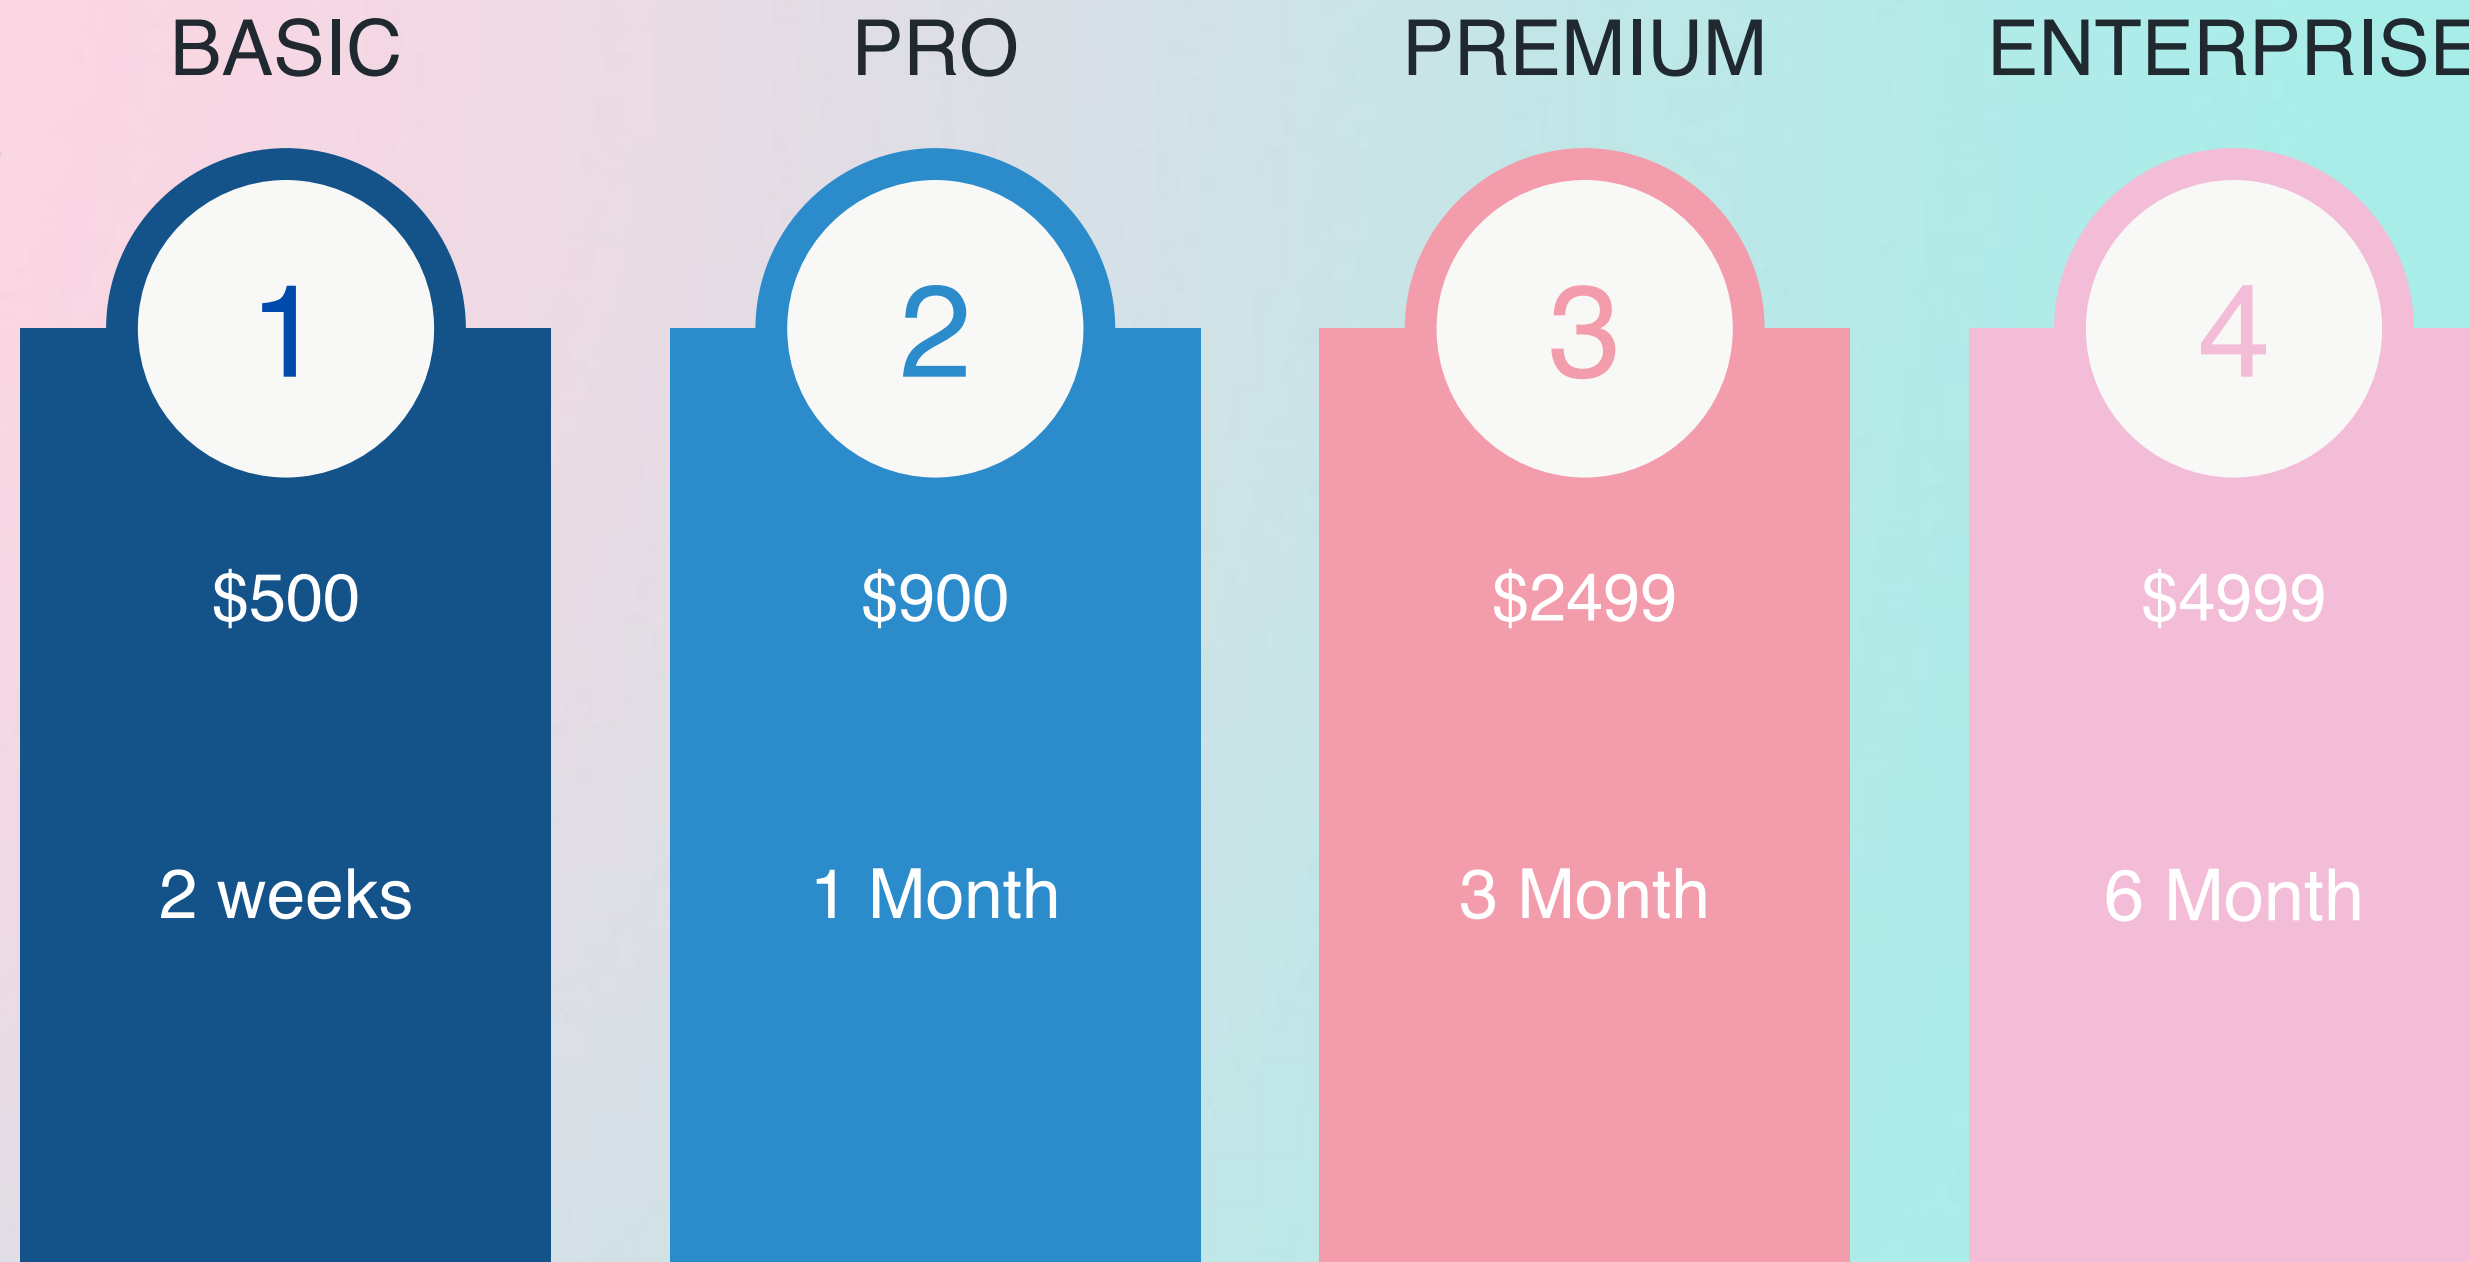 BASIC
PRO
PREMIUM
ENTERPRISE
1
2
3
4
$500
$900
$2499
$4999
2 weeks
1 Month
3 Month
6 Month